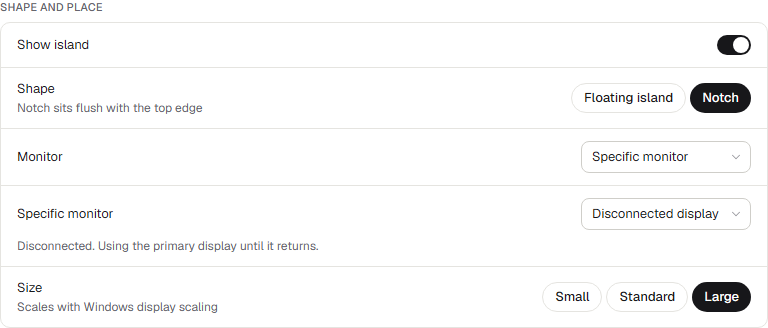 SHAPE AND PLACE
Show island
Shape
Notch sits flush with the top edge
Floating island
Notch
Monitor
Specific monitor
Specific monitor
Disconnected display
Disconnected. Using the primary display until it returns.
Size
Scales with Windows display scaling
Small
Standard
Large